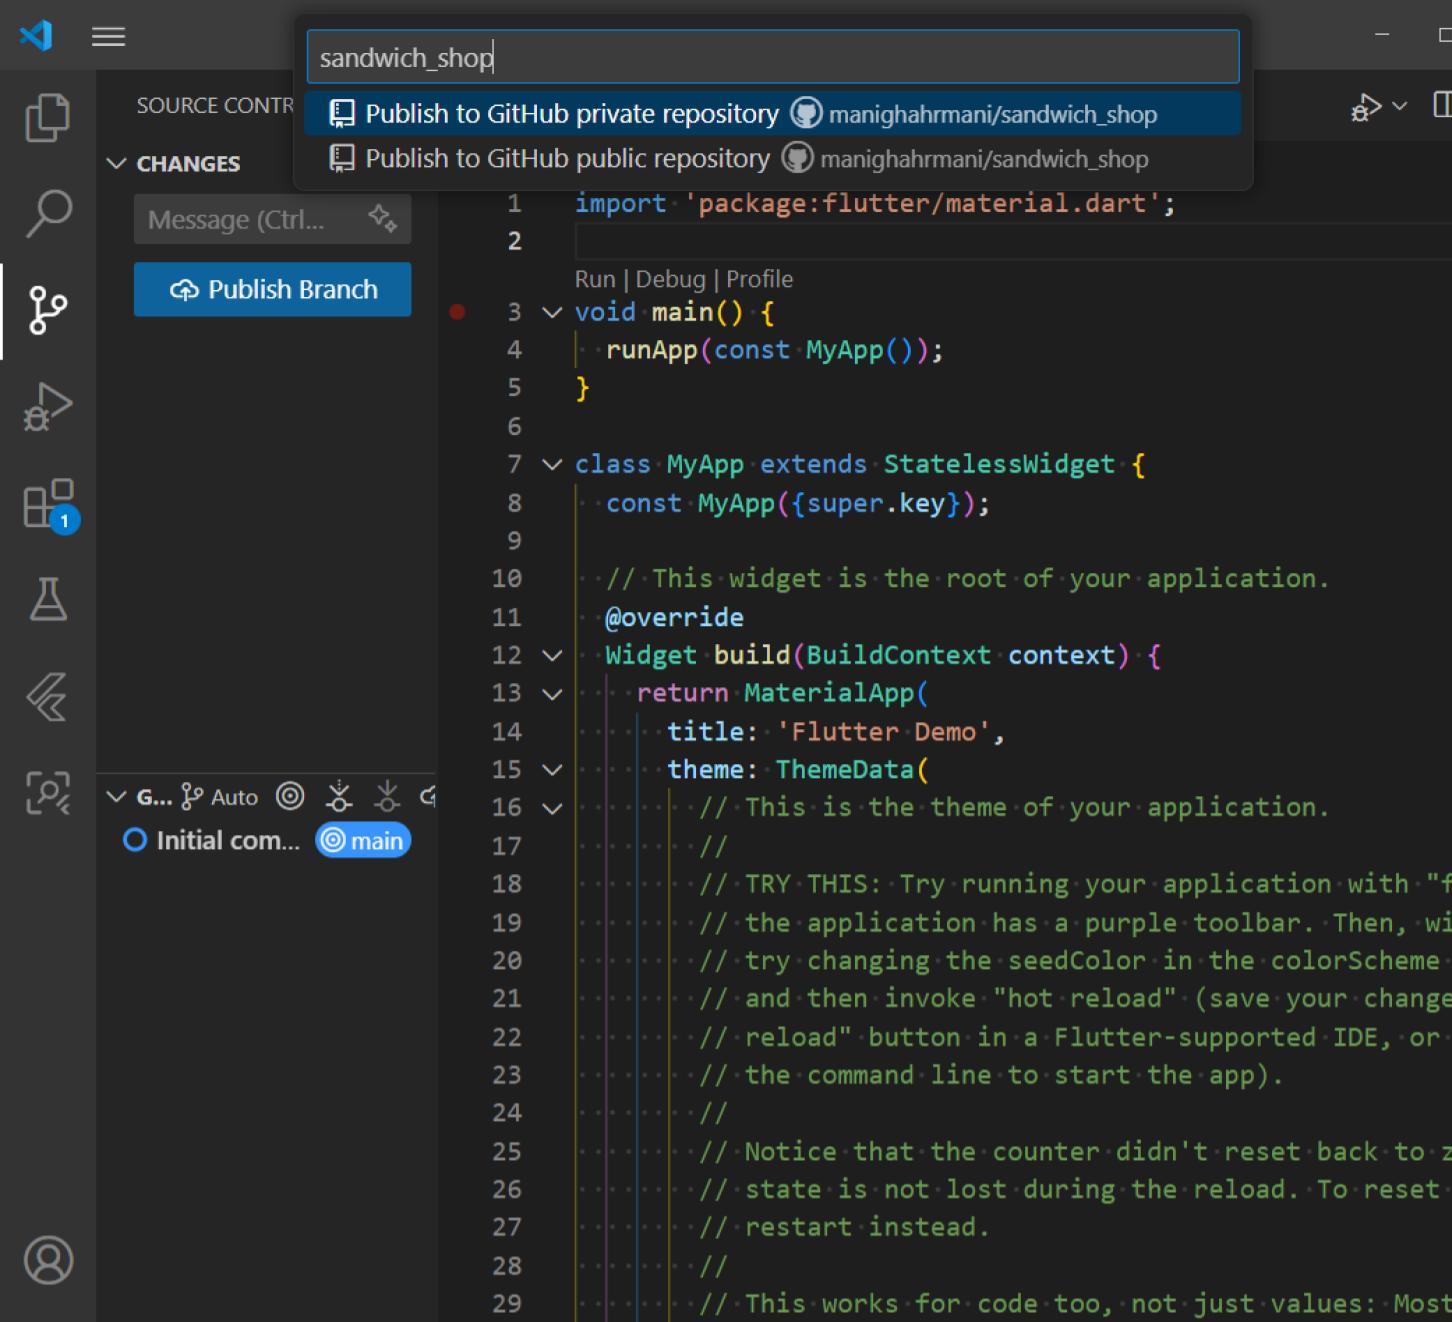 sandwich_shop
Publish to GitHub private repository manighahrmani/sandwich_shop
Publish to GitHub public repository manighahrmani/sandwich_shop
SOURCE CONTR
CHANGES
Message (Ctrl...
Publish Branch
1
G... Auto
Initial com... main
1 import 'package:flutter/material.dart';
2
Run | Debug | Profile
3 void main() {
4 runApp(const MyApp());
5 }
6
7 class MyApp extends StatelessWidget {
8 const MyApp({super.key});
9
10 // This widget is the root of your application.
11 @override
12 Widget build(BuildContext context) {
13 return MaterialApp(
14 title: 'Flutter Demo',
15 theme: ThemeData(
16 // This is the theme of your application.
17 //
18 // TRY THIS: Try running your application with "f
19 // the application has a purple toolbar. Then, wi
20 // try changing the seedColor in the colorScheme
21 // and then invoke "hot reload" (save your change
22 // reload" button in a Flutter-supported IDE, or
23 // the command line to start the app).
24 //
25 // Notice that the counter didn't reset back to z
26 // state is not lost during the reload. To reset
27 // restart instead.
28 //
29 // This works for code too, not just values: Most